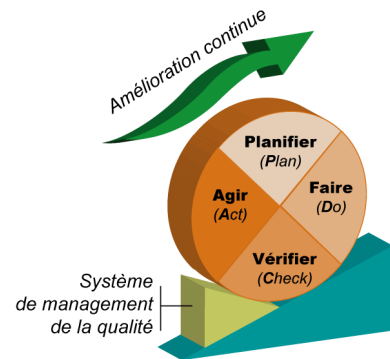 Amélioration continue
Planifier
(Plan)
Faire
(Do)
Agir
(Act)
Vérifier
(Check)
Système
de management
de la qualité